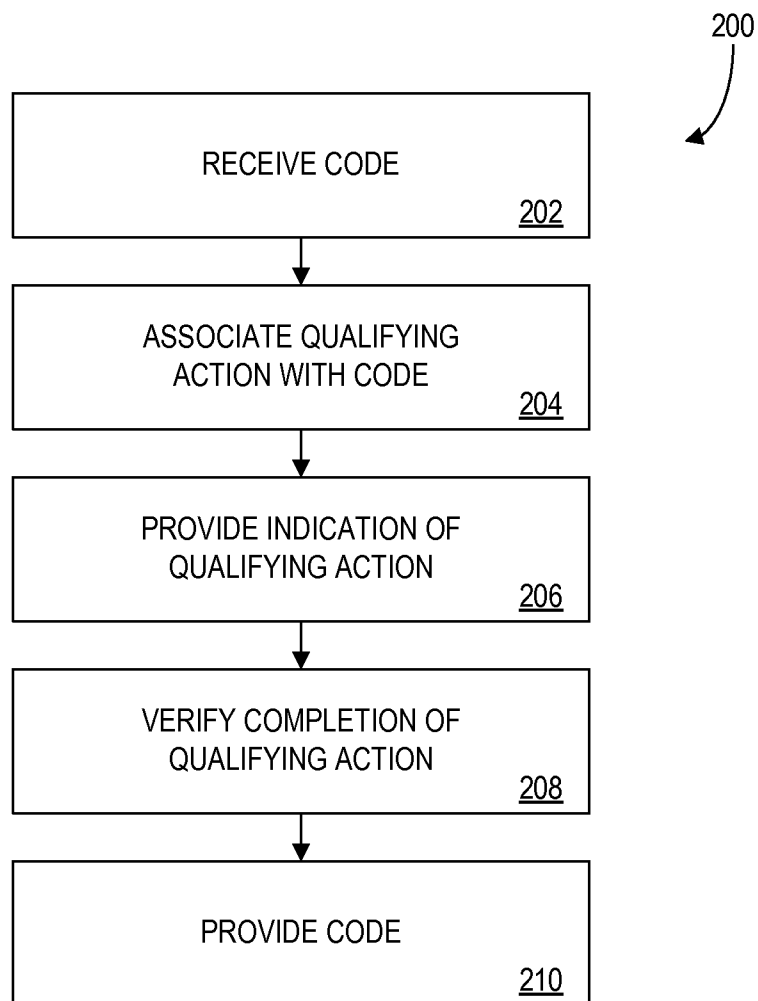 200
RECEIVE CODE
202
ASSOCIATE QUALIFYING
ACTION WITH CODE
204
PROVIDE INDICATION OF
QUALIFYING ACTION
206
VERIFY COMPLETION OF
QUALIFYING ACTION
208
PROVIDE CODE
210